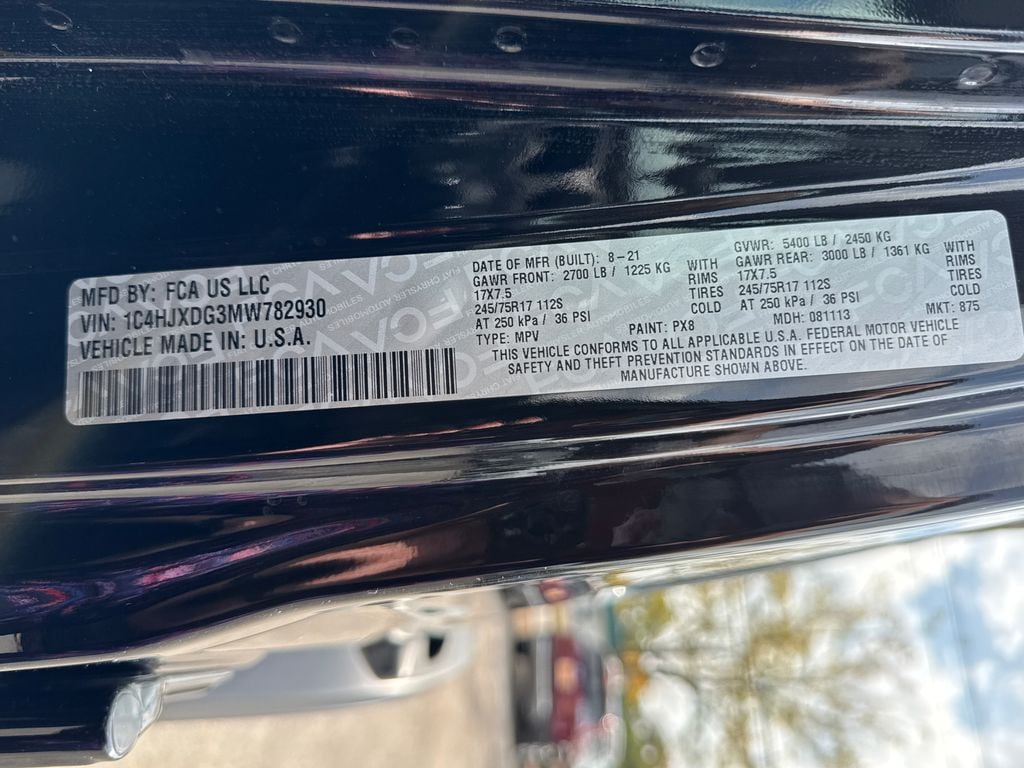 MFD BY: FCA US LLC
VIN: 1C4HJXDG3MW782930
VEHICLE MADE IN: U.S.A.
DATE OF MFR (BUILT): 8-21
GAWR FRONT: 2700 LB / 1225 KG WITH
17X7.5 RIMS
245/75R17 112S TIRES
AT 250 kPa / 36 PSI COLD
TYPE: MPV
PAINT: PX8
GVWR: 5400 LB / 2450 KG
GAWR REAR: 3000 LB / 1361 KG WITH
17X7.5 RIMS
245/75R17 112S TIRES
AT 250 kPa / 36 PSI COLD
MDH: 081113
MKT: 875
THIS VEHICLE CONFORMS TO ALL APPLICABLE U.S.A. FEDERAL MOTOR VEHICLE
SAFETY AND THEFT PREVENTION STANDARDS IN EFFECT ON THE DATE OF
MANUFACTURE SHOWN ABOVE.